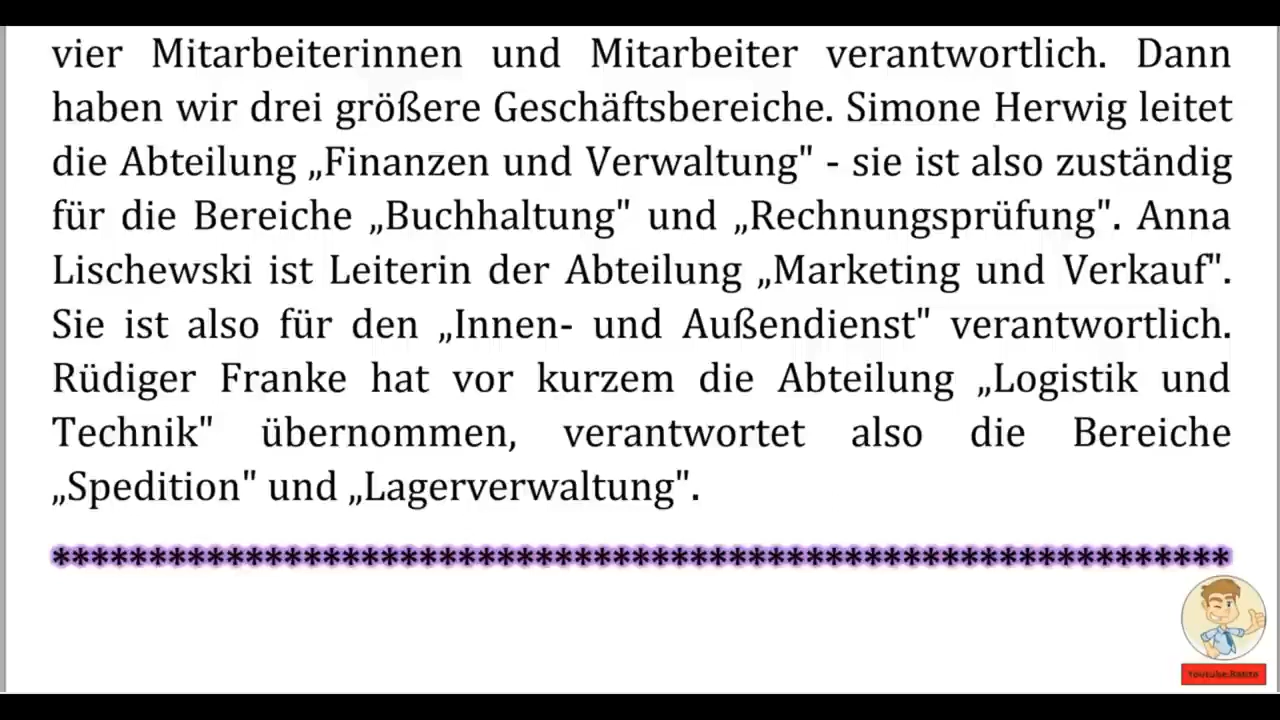 vier Mitarbeiterinnen und Mitarbeiter verantwortlich. Dann
haben wir drei größere Geschäftsbereiche. Simone Herwig leitet
die Abteilung „Finanzen und Verwaltung" - sie ist also zuständig
für die Bereiche „Buchhaltung" und „Rechnungsprüfung". Anna
Lischewski ist Leiterin der Abteilung „Marketing und Verkauf".
Sie ist also für den „Innen- und Außendienst" verantwortlich.
Rüdiger Franke hat vor kurzem die Abteilung „Logistik und
Technik" übernommen, verantwortet also die Bereiche
„Spedition" und „Lagerverwaltung".
*************************************************************